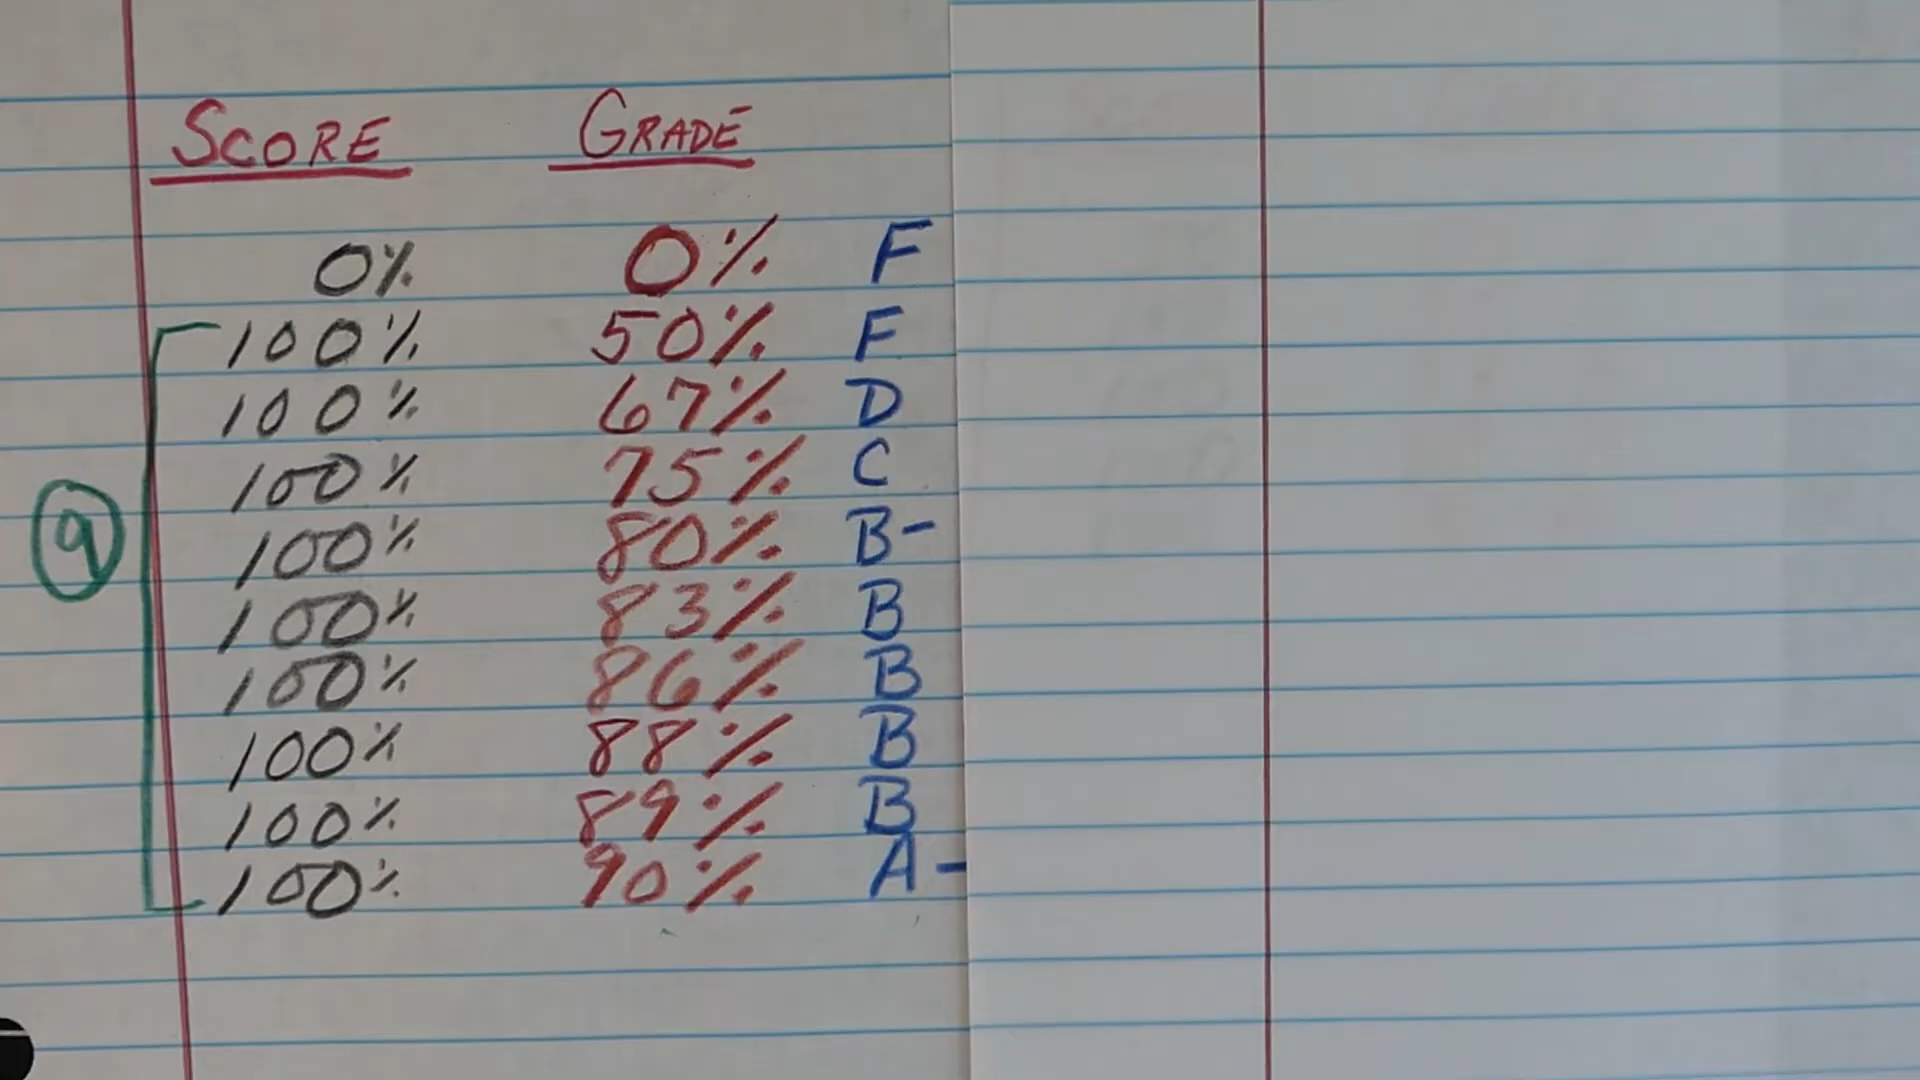 SCORE GRADE
0% 0% F
100% 50% F
100% 67% D
100% 75% C
100% 80% B-
9
100% 83% B
100% 86% B
100% 88% B
100% 89% B
100% 90% A-